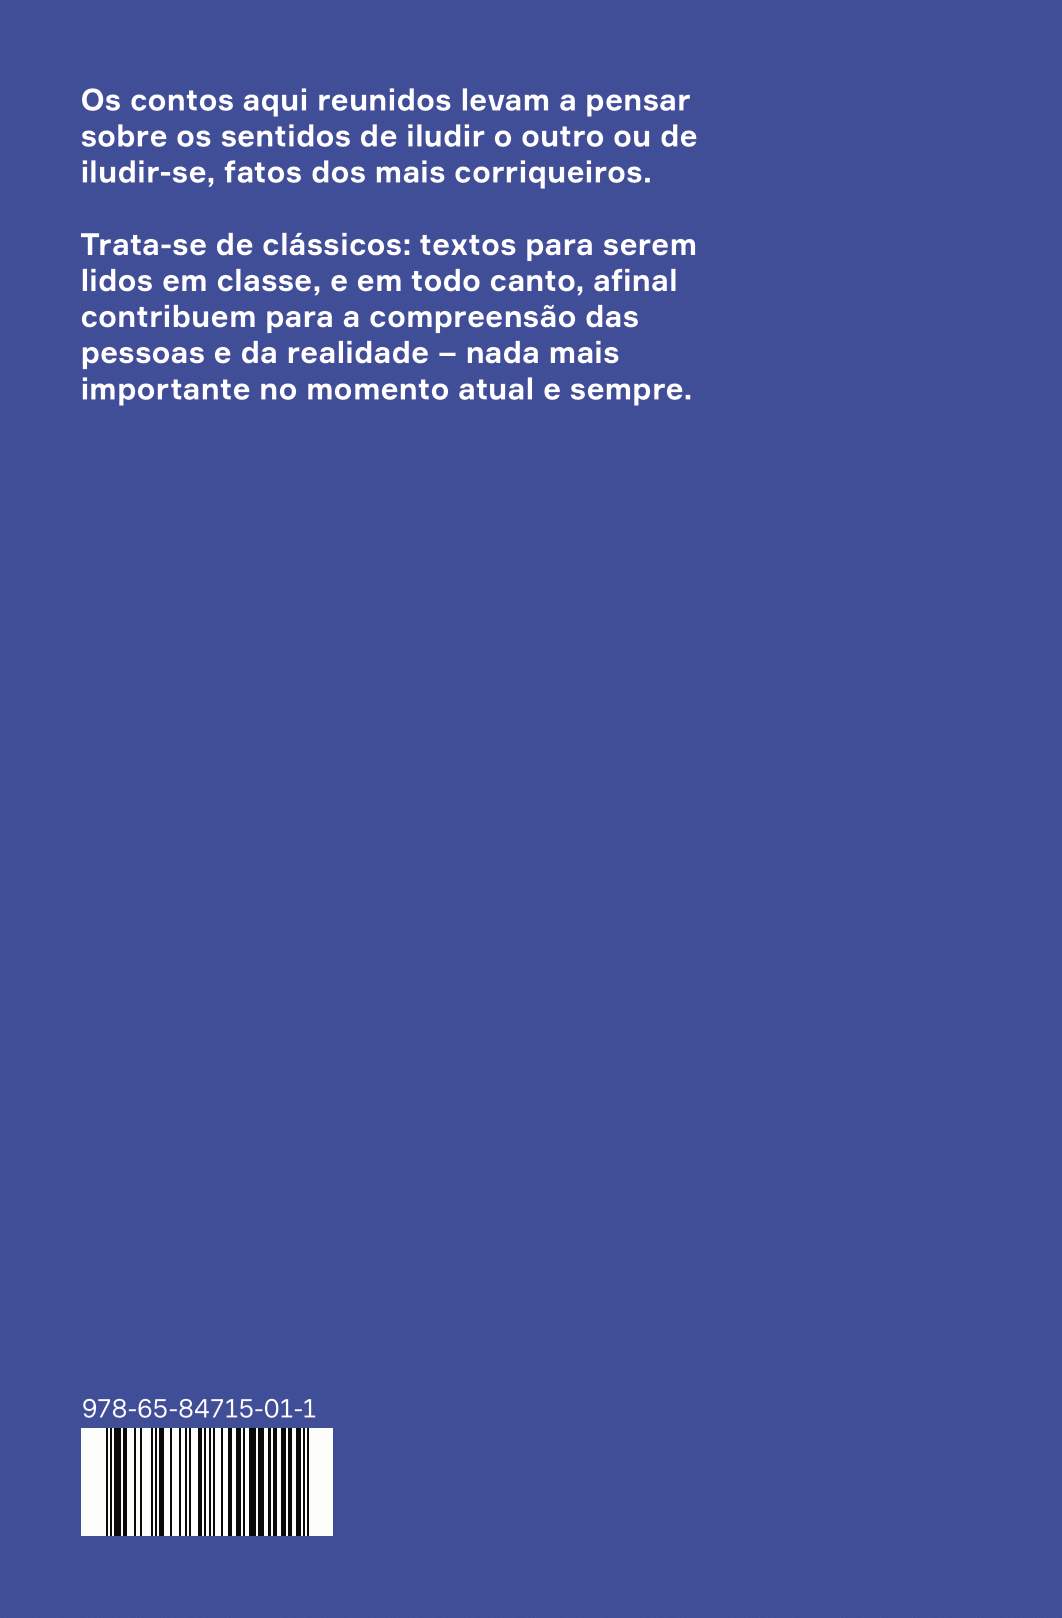 Os contos aqui reunidos levam a pensar
sobre os sentidos de iludir o outro ou de
iludir-se, fatos dos mais corriqueiros.
Trata-se de clássicos: textos para serem
lidos em classe, e em todo canto, afinal
contribuem para a compreensão das
pessoas e da realidade – nada mais
importante no momento atual e sempre.
978-65-84715-01-1